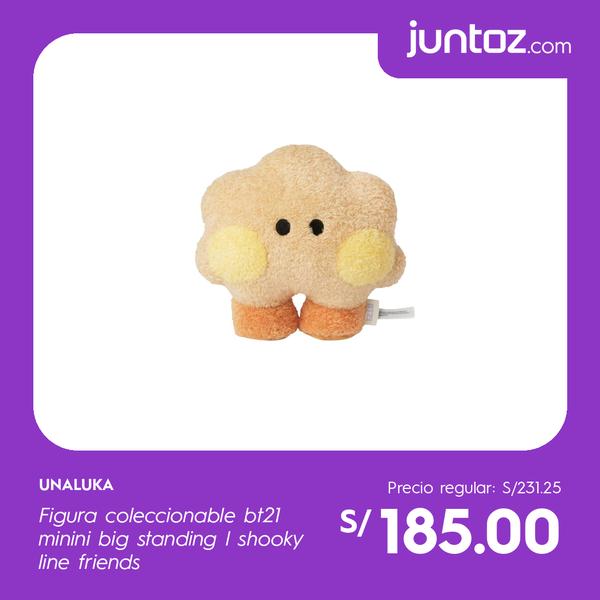 juntoz.com
UNALUKA
Figura coleccionable bt21
minini big standing | shooky
line friends
Precio regular: S/231.25
S/185.00